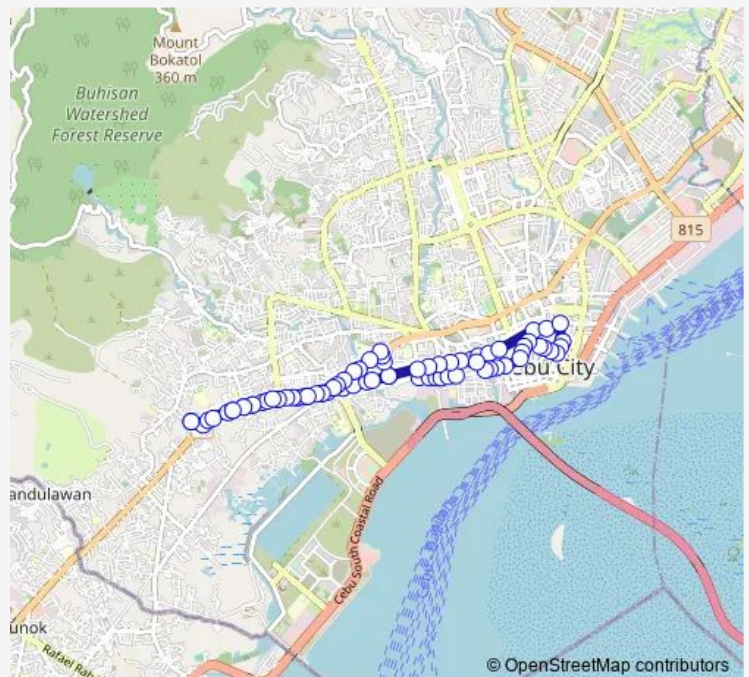 Mount
Bokatol
360 m
Buhisan
Watershed
Forest Reserve
815
bu City
andulawan
Cebu South Coastal Road
unok
Rafael Rab
© OpenStreetMap contributors